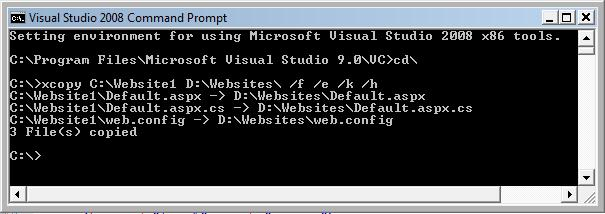 Visual Studio 2008 Command Prompt
Setting environment for using Microsoft Visual Studio 2008 x86 tools.
C:\Program Files\Microsoft Visual Studio 9.0\VC>cd\
C:\>xcopy C:\Website1 D:\Websites\ /f /e /k /h
C:\Website1\Default.aspx -> D:\Websites\Default.aspx
C:\Website1\Default.aspx.cs -> D:\Websites\Default.aspx.cs
C:\Website1\web.config -> D:\Websites\web.config
3 File(s) copied
C:\>